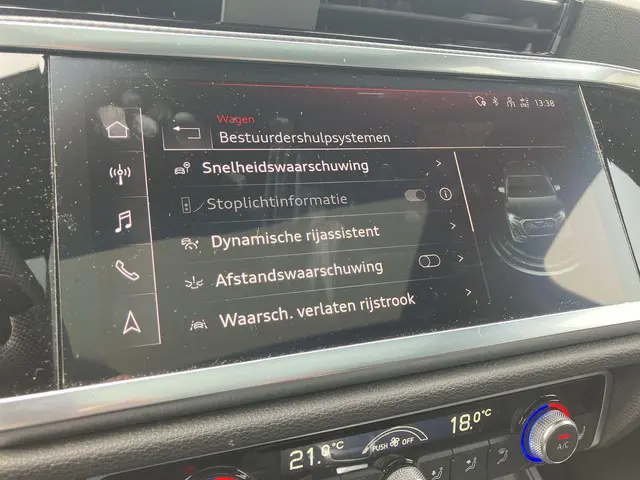 13:38
Wagen
Bestuurdershulpsystemen
Snelheidswaarschuwing
Stoplichtinformatie
Dynamische rijassistent
Afstandswaarschuwing
Waarsch. verlaten rijstrook
21.0°C
PUSH OFF
18.0°C
A/C